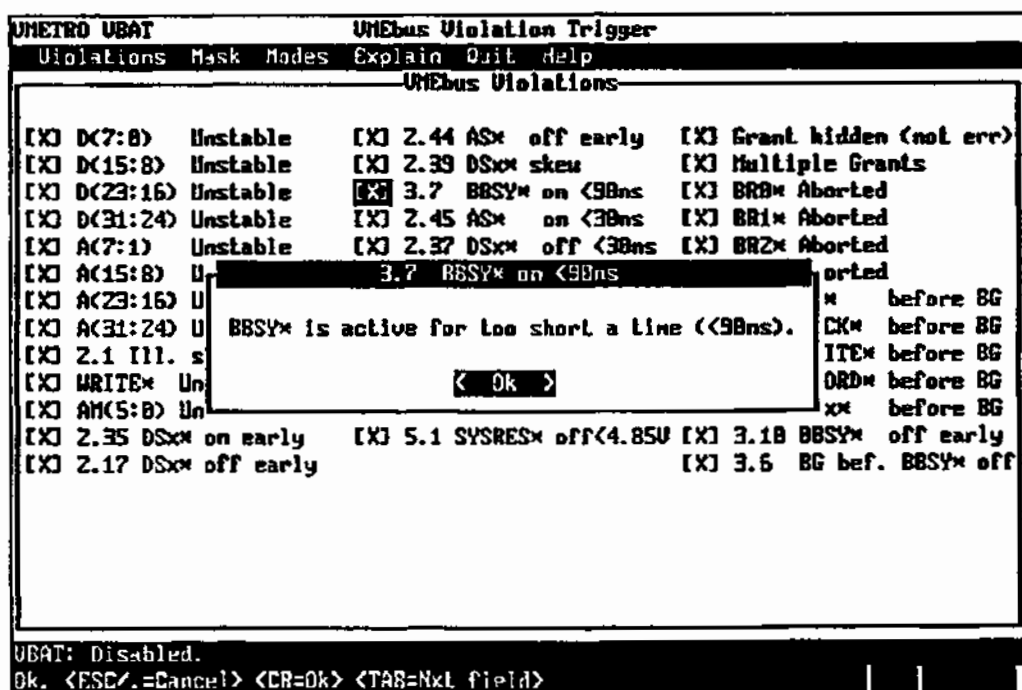 VMETRO VBAT VMEbus Violation Trigger
Violations Mask Modes Explain Quit Help
VMEbus Violations
[X] D(7:0) Unstable [X] 2.44 AS* off early [X] Grant hidden (not err)
[X] D(15:8) Unstable [X] 2.39 DSx* skew [X] Multiple Grants
[X] D(23:16) Unstable [X] 3.7 BBSY* on <90ns [X] BR0* Aborted
[X] D(31:24) Unstable [X] 2.45 AS* on <30ns [X] BR1* Aborted
[X] A(7:1) Unstable [X] 2.37 DSx* off <30ns [X] BR2* Aborted
[X] A(15:8) U 3.7 BBSY* on <90ns orted
[X] A(23:16) U * before BG
[X] A(31:24) U BBSY* is active for too short a time (<90ns). CK* before BG
[X] 2.1 Ill. s ITE* before BG
[X] WRITE* Un < Ok > ORD* before BG
[X] AM(5:0) Un x* before BG
[X] 2.35 DSx* on early [X] 5.1 SYSRES* off<4.85V [X] 3.10 BBSY* off early
[X] 2.17 DSx* off early [X] 3.6 BG bef. BBSY* off
VBAT: Disabled.
Ok. <ESC/.=Cancel> <CR=Ok> <TAB=Nxt field>